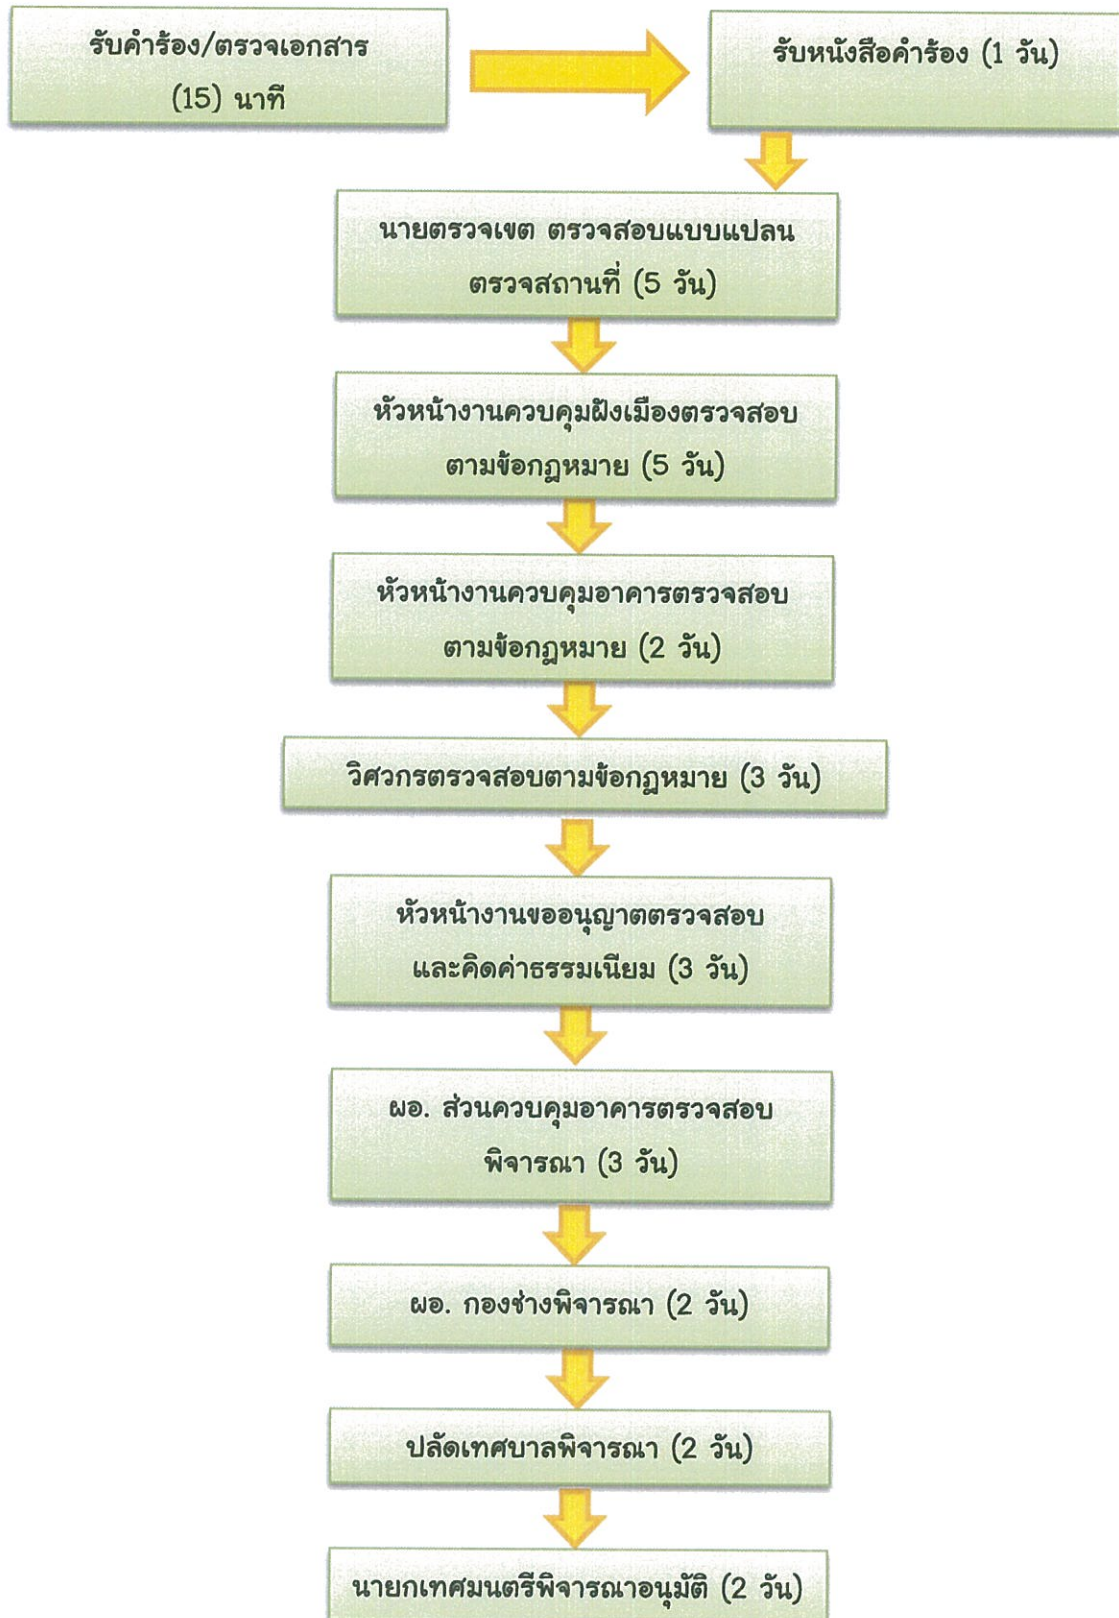 รับคำร้อง/ตรวจเอกสาร
(15) นาที
รับหนังสือคำร้อง (1 วัน)
นายตรวจเขต ตรวจสอบแบบแปลน
ตรวจสถานที่ (5 วัน)
หัวหน้างานควบคุมผังเมืองตรวจสอบ
ตามข้อกฎหมาย (5 วัน)
หัวหน้างานควบคุมอาคารตรวจสอบ
ตามข้อกฎหมาย (2 วัน)
วิศวกรตรวจสอบตามข้อกฎหมาย (3 วัน)
หัวหน้างานขออนุญาตตรวจสอบ
และคิดค่าธรรมเนียม (3 วัน)
ผอ. ส่วนควบคุมอาคารตรวจสอบ
พิจารณา (3 วัน)
ผอ. กองช่างพิจารณา (2 วัน)
ปลัดเทศบาลพิจารณา (2 วัน)
นายกเทศมนตรีพิจารณาอนุมัติ (2 วัน)